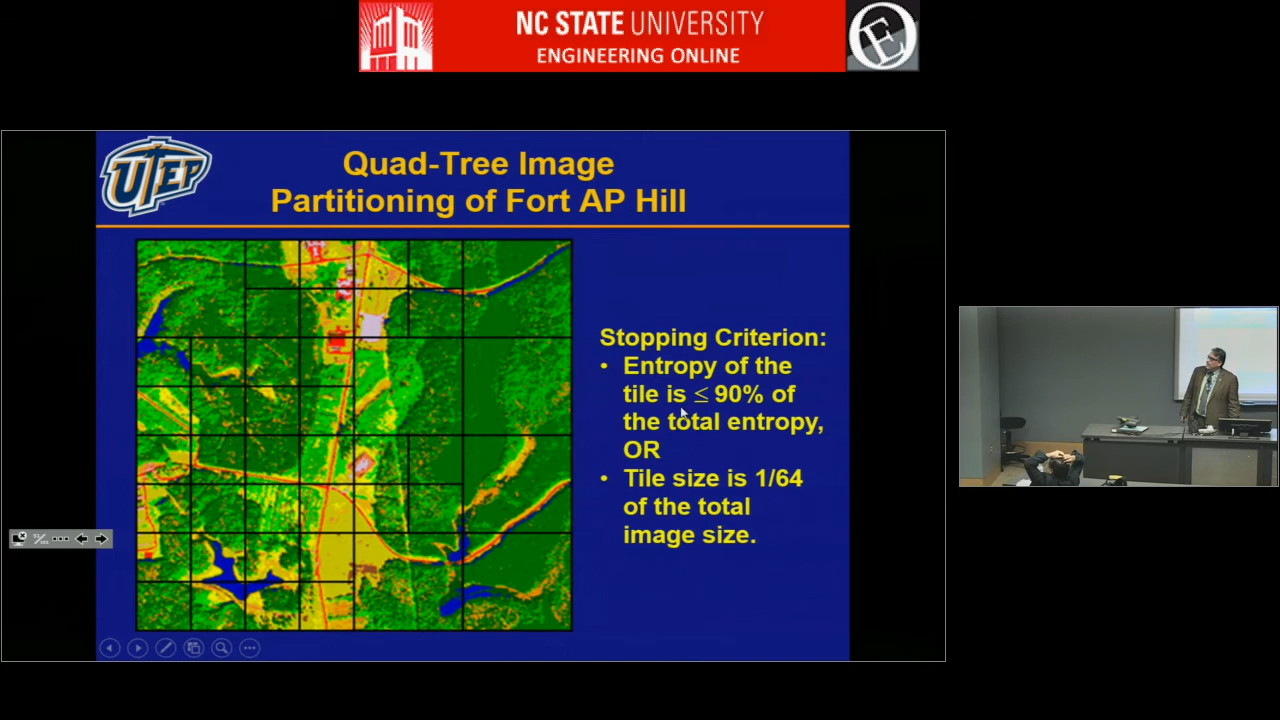 NC STATE UNIVERSITY
ENGINEERING ONLINE
UTEP
Quad-Tree Image
Partitioning of Fort AP Hill
Stopping Criterion:
• Entropy of the
tile is ≤ 90% of
the total entropy,
OR
• Tile size is 1/64
of the total
image size.